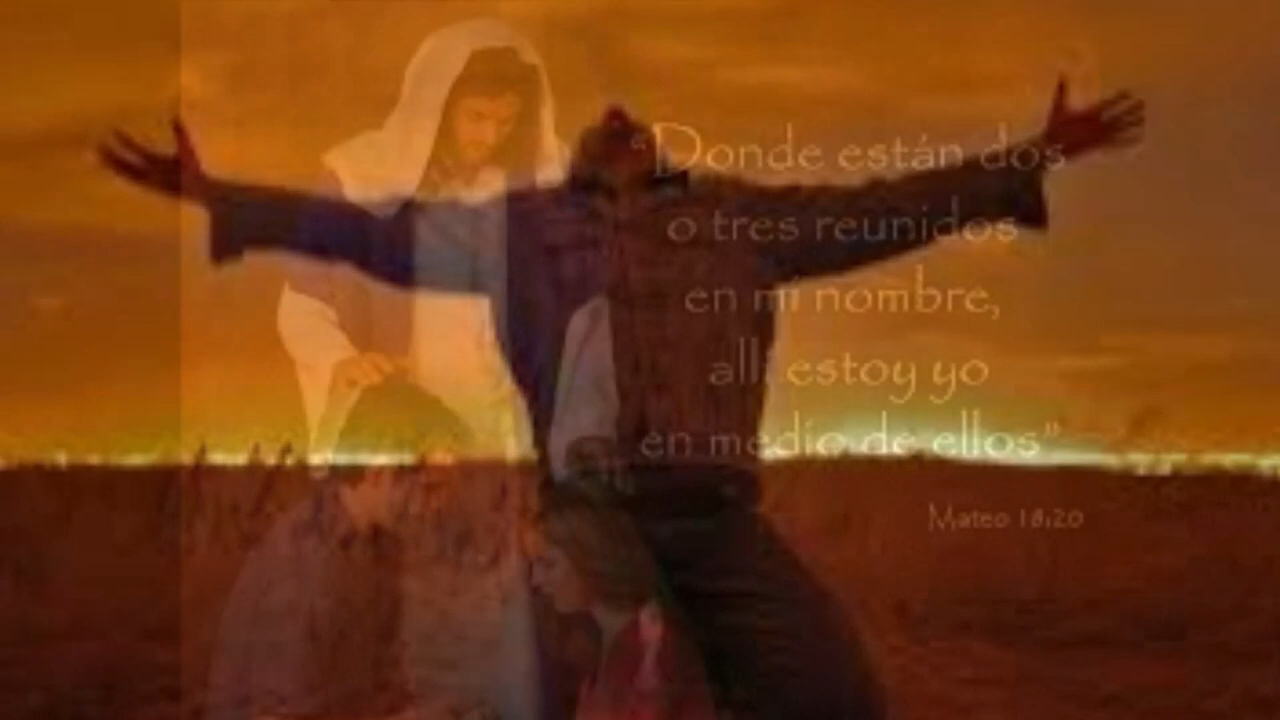 “Donde están dos
o tres reunidos
en mi nombre,
allí estoy yo
en medio de ellos”
Mateo 18:20